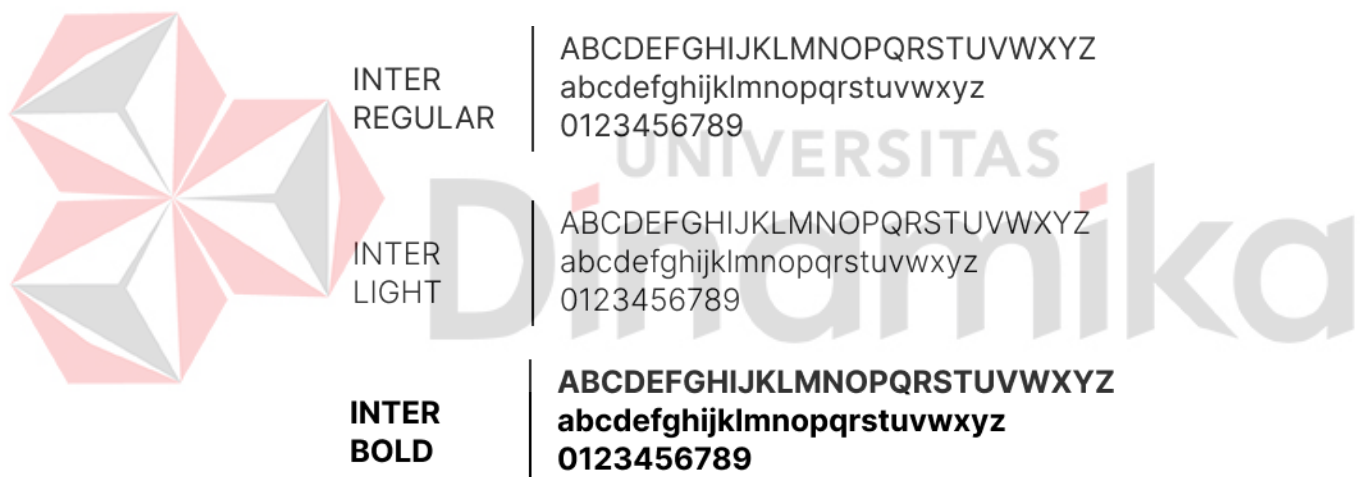 INTER
REGULAR
ABCDEFGHIJKLMNOPQRSTUVWXYZ
abcdefghijklmnopqrstuvwxyz
0123456789
UNIVERSITAS
Dinamika
INTER
LIGHT
ABCDEFGHIJKLMNOPQRSTUVWXYZ
abcdefghijklmnopqrstuvwxyz
0123456789
INTER
BOLD
ABCDEFGHIJKLMNOPQRSTUVWXYZ
abcdefghijklmnopqrstuvwxyz
0123456789